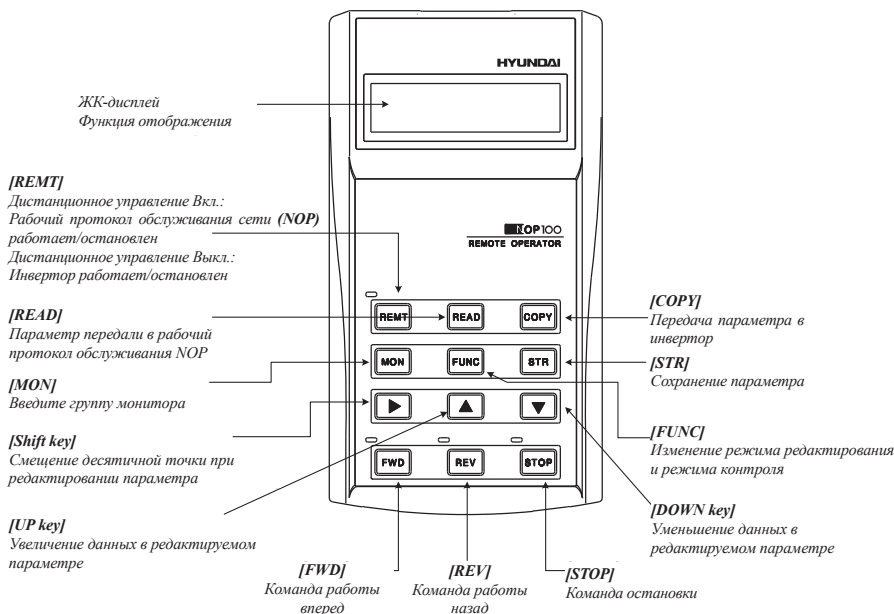 HYUNDAI
ЖК-дисплей
Функция отображения
[REMT]
Дистанционное управление Вкл.:
Рабочий протокол обслуживания сети (NOP)
работает/остановлен
Дистанционное управление Выкл.:
Инвертор работает/остановлен
NOP100
REMOTE OPERATOR
[READ]
Параметр передали в рабочий
протокол обслуживания NOP
[MON]
Введите группу монитора
[Shift key]
Смещение десятичной точки при
редактировании параметра
[UP key]
Увеличение данных в редактируемом
параметре
REMT READ COPY
MON FUNC STR
FWD REV STOP
[COPY]
Передача параметра в
инвертор
[STR]
Сохранение параметра
[FUNC]
Изменение режима редактирования
и режима контроля
[DOWN key]
Уменьшение данных в
редактируемом параметре
[FWD]
Команда работы
вперед
[REV]
Команда работы
назад
[STOP]
Команда остановки